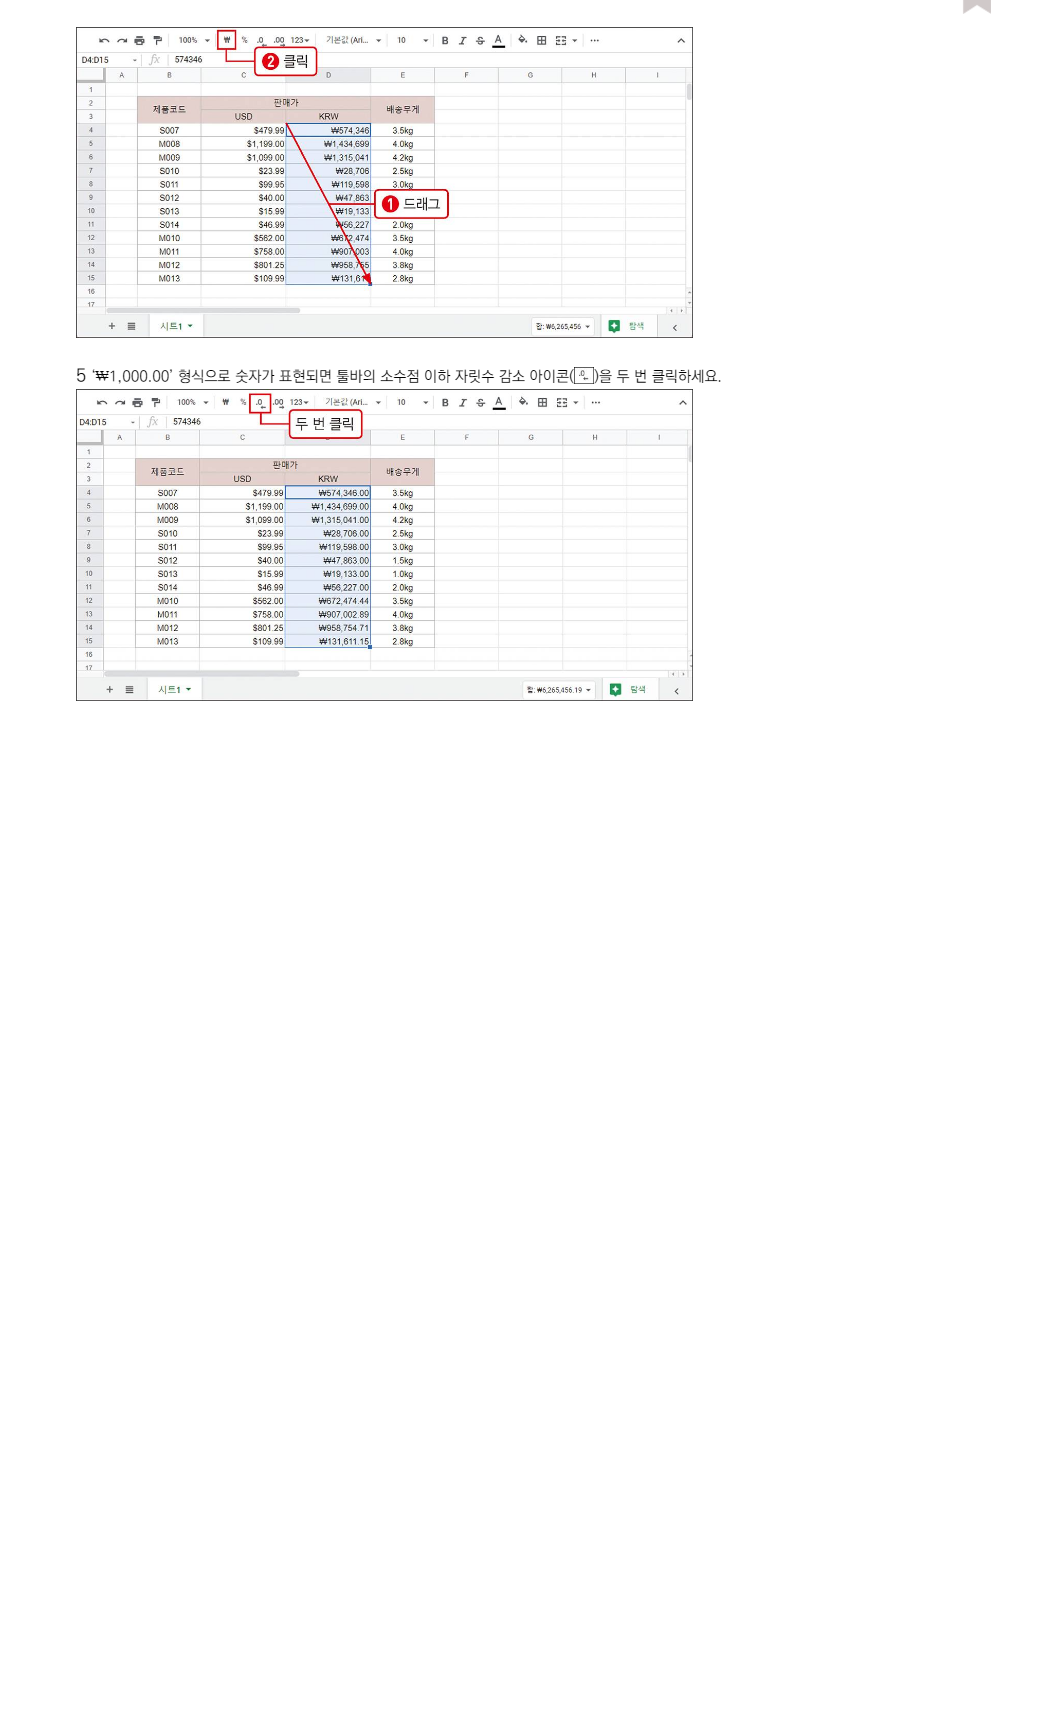 100% ₩ % .0 .00 123 기본값 (Ari... 10 B I S A ...
D4:D15 fx 574346
❷ 클릭
A B C D E F G H I
1
2 제품코드 판매가 배송무게
3 USD KRW
4 S007 $479.99 ₩574,346 3.5kg
5 M008 $1,199.00 ₩1,434,699 4.0kg
6 M009 $1,099.00 ₩1,315,041 4.2kg
7 S010 $23.99 ₩28,706 2.5kg
8 S011 $99.95 ₩119,598 3.0kg
9 S012 $40.00 ₩47,863
❶ 드래그
10 S013 $15.99 ₩19,133
11 S014 $46.99 ₩56,227 2.0kg
12 M010 $562.00 ₩672,474 3.5kg
13 M011 $758.00 ₩907,003 4.0kg
14 M012 $801.25 ₩958,755 3.8kg
15 M013 $109.99 ₩131,611 2.8kg
16
17
+ 시트1 합: ₩6,265,456 탐색
5 ‘₩1,000.00’ 형식으로 숫자가 표현되면 툴바의 소수점 이하 자릿수 감소 아이콘(.0)을 두 번 클릭하세요.
100% ₩ % .0 .00 123 기본값 (Ari... 10 B I S A ...
D4:D15 fx 574346
두 번 클릭
A B C E F G H I
1
2 제품코드 판매가 배송무게
3 USD KRW
4 S007 $479.99 ₩574,346.00 3.5kg
5 M008 $1,199.00 ₩1,434,699.00 4.0kg
6 M009 $1,099.00 ₩1,315,041.00 4.2kg
7 S010 $23.99 ₩28,706.00 2.5kg
8 S011 $99.95 ₩119,598.00 3.0kg
9 S012 $40.00 ₩47,863.00 1.5kg
10 S013 $15.99 ₩19,133.00 1.0kg
11 S014 $46.99 ₩56,227.00 2.0kg
12 M010 $562.00 ₩672,474.44 3.5kg
13 M011 $758.00 ₩907,002.89 4.0kg
14 M012 $801.25 ₩958,754.71 3.8kg
15 M013 $109.99 ₩131,611.15 2.8kg
16
17
+ 시트1 합: ₩6,265,456.19 탐색